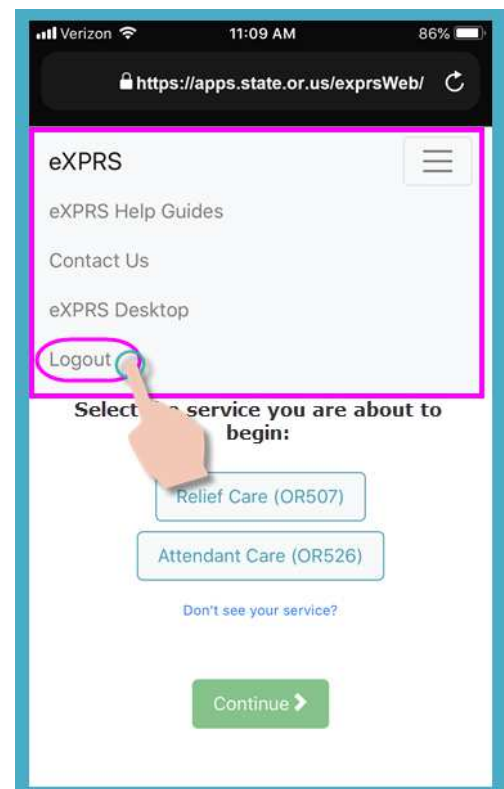 Verizon 11:09 AM 86%
https://apps.state.or.us/exprsWeb/
eXPRS
eXPRS Help Guides
Contact Us
eXPRS Desktop
Logout
Select service you are about to
begin:
Relief Care (OR507)
Attendant Care (OR526)
Don't see your service?
Continue